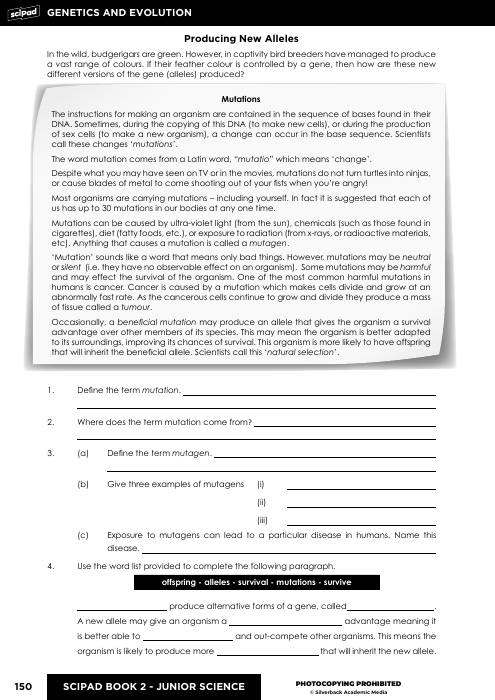 scipad GENETICS AND EVOLUTION
Producing New Alleles
In the wild, budgerigars are green. However, in captivity bird breeders have managed to produce
a vast range of colours. If their feather colour is controlled by a gene, then how are these new
different versions of the gene (alleles) produced?
Mutations
The instructions for making an organism are contained in the sequence of bases found in their
DNA. Sometimes, during the copying of this DNA (to make new cells), or during the production
of sex cells (to make a new organism), a change can occur in the base sequence. Scientists
call these changes ‘mutations’.
The word mutation comes from a Latin word, “mutatio” which means ‘change’.
Despite what you may have seen on TV or in the movies, mutations do not turn turtles into ninjas,
or cause blades of metal to come shooting out of your fists when you’re angry!
Most organisms are carrying mutations – including yourself. In fact it is suggested that each of
us has up to 30 mutations in our bodies at any one time.
Mutations can be caused by ultra-violet light (from the sun), chemicals (such as those found in
cigarettes), diet (fatty foods, etc.), or exposure to radiation (from x-rays, or radioactive materials,
etc). Anything that causes a mutation is called a mutagen.
‘Mutation’ sounds like a word that means only bad things. However, mutations may be neutral
or silent (i.e. they have no observable effect on an organism). Some mutations may be harmful
and may effect the survival of the organism. One of the most common harmful mutations in
humans is cancer. Cancer is caused by a mutation which makes cells divide and grow at an
abnormally fast rate. As the cancerous cells continue to grow and divide they produce a mass
of tissue called a tumour.
Occasionally, a beneficial mutation may produce an allele that gives the organism a survival
advantage over other members of its species. This may mean the organism is better adapted
to its surroundings, improving its chances of survival. This organism is more likely to have offspring
that will inherit the beneficial allele. Scientists call this ‘natural selection’.
1. Define the term mutation.
2. Where does the term mutation come from?
3. (a) Define the term mutagen.
(b) Give three examples of mutagens (i)
(ii)
(iii)
(c) Exposure to mutagens can lead to a particular disease in humans. Name this
disease.
4. Use the word list provided to complete the following paragraph.
offspring - alleles - survival - mutations - survive
produce alternative forms of a gene, called .
A new allele may give an organism a advantage meaning it
is better able to and out-compete other organisms. This means the
organism is likely to produce more that will inherit the new allele.
150 SCIPAD BOOK 2 - JUNIOR SCIENCE PHOTOCOPYING PROHIBITED
© Silverback Academic Media